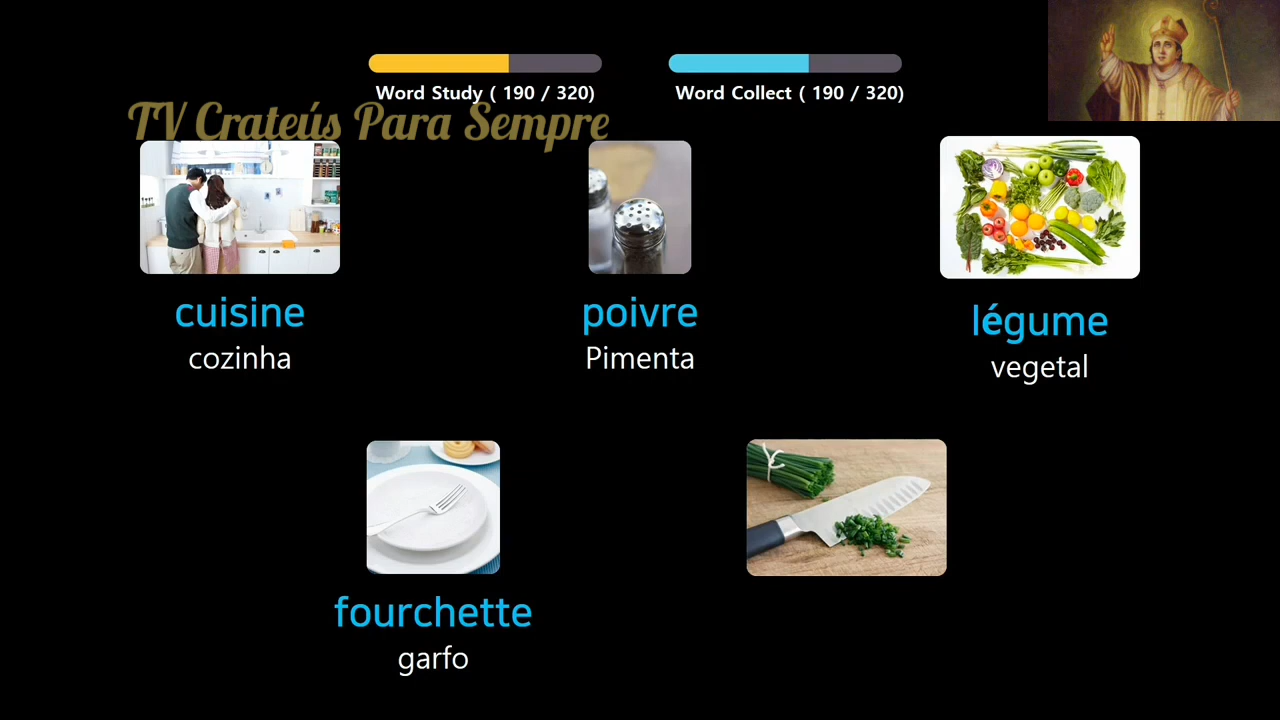 Word Study ( 190 / 320)
Word Collect ( 190 / 320)
TV Crateús Para Sempre
cuisine
cozinha
poivre
Pimenta
légume
vegetal
fourchette
garfo